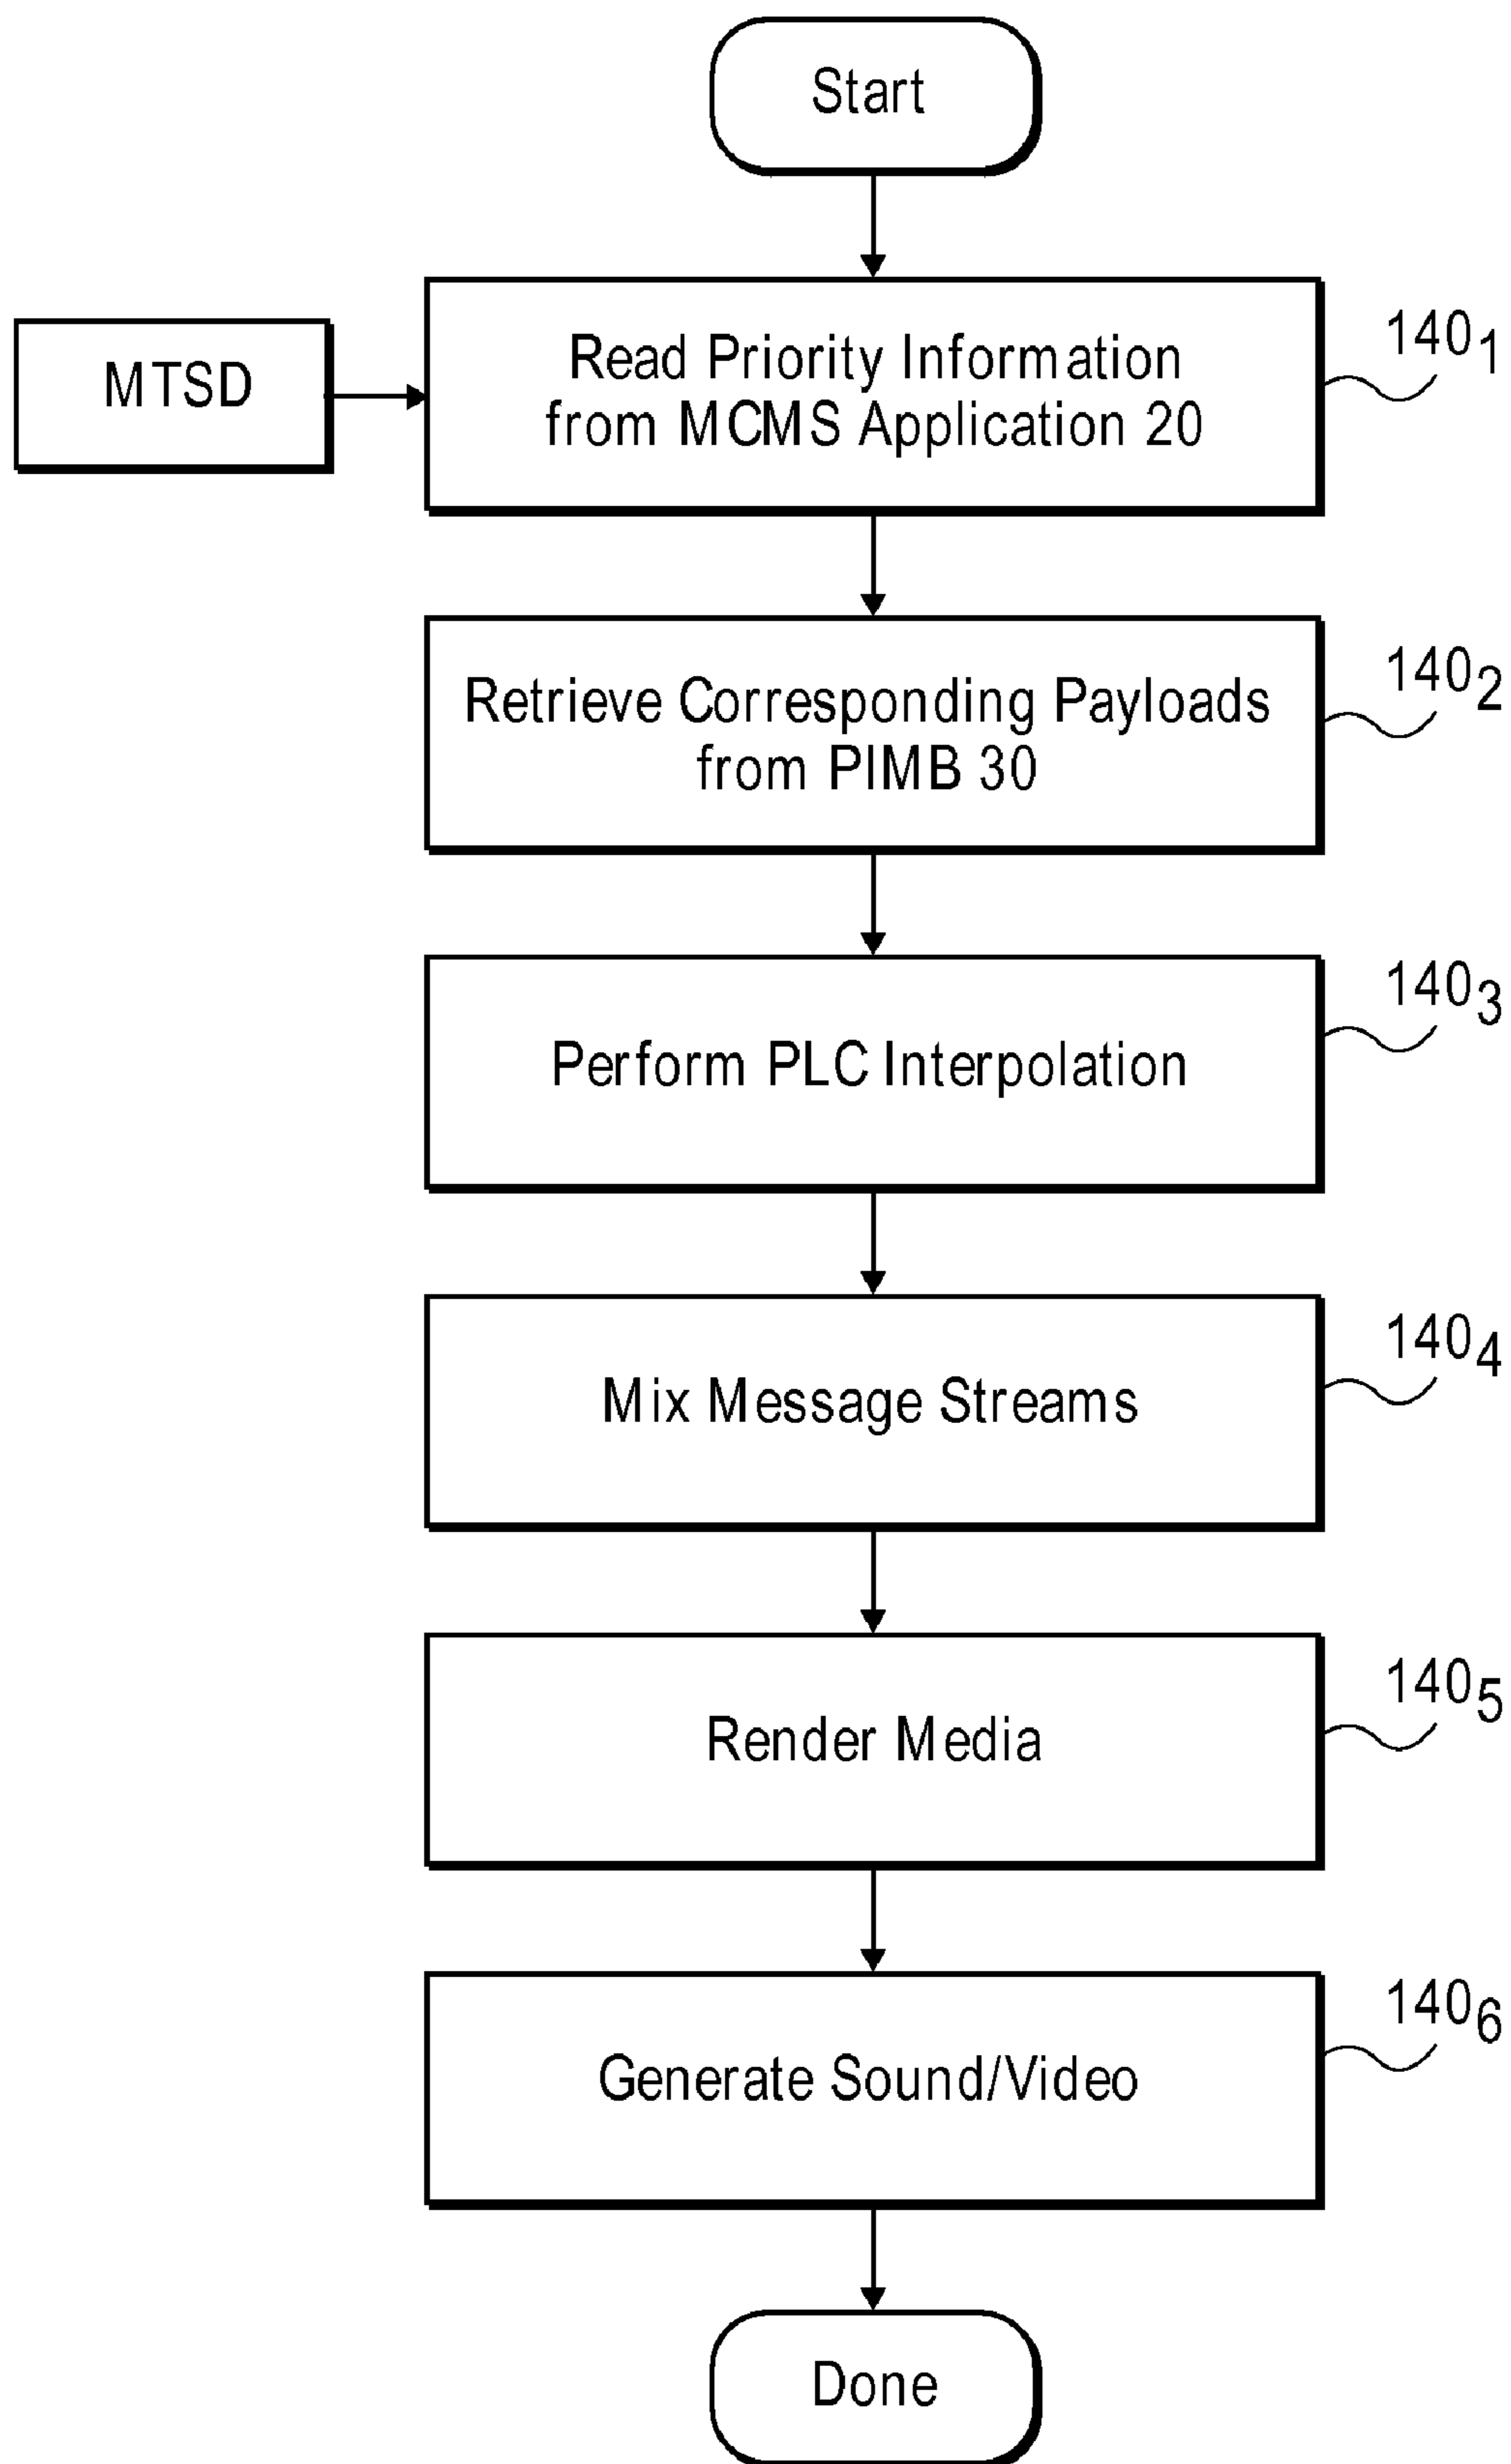 Start
MTSD
Read Priority Information
from MCMS Application 20
140₁
Retrieve Corresponding Payloads
from PIMB 30
140₂
Perform PLC Interpolation
140₃
Mix Message Streams
140₄
Render Media
140₅
Generate Sound/Video
140₆
Done